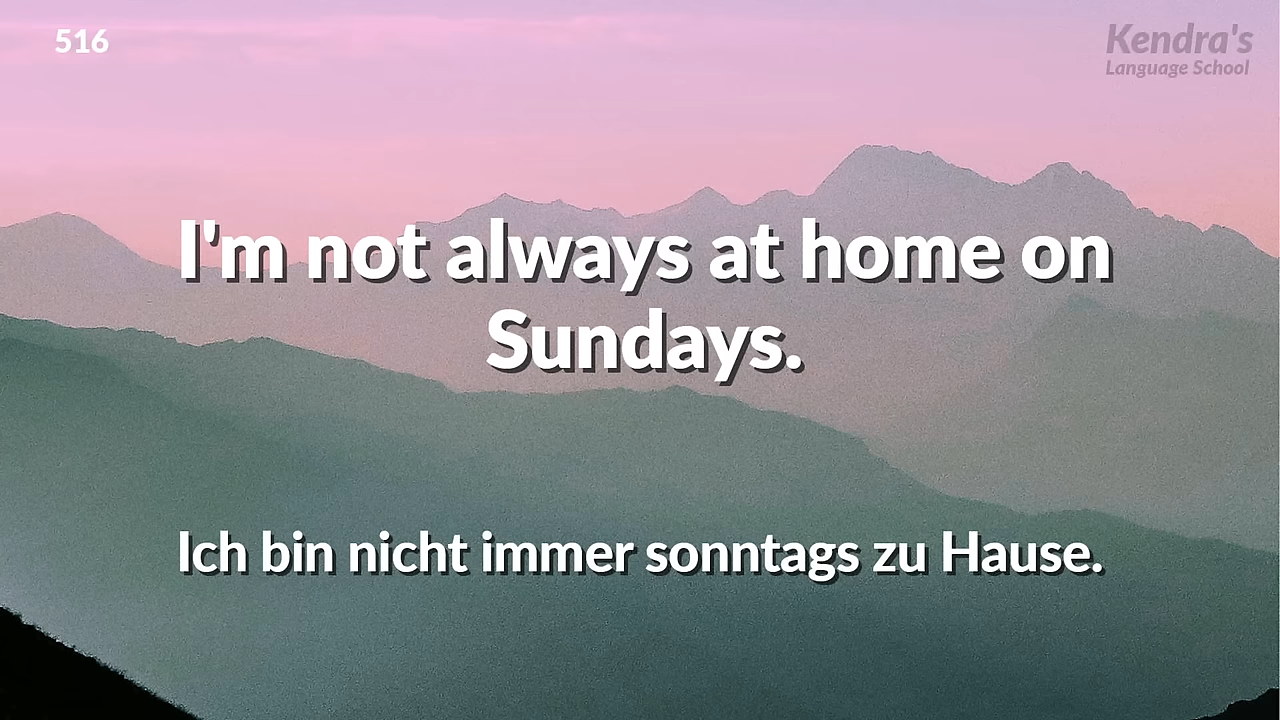 516
Kendra's
Language School
I'm not always at home on
Sundays.
Ich bin nicht immer sonntags zu Hause.